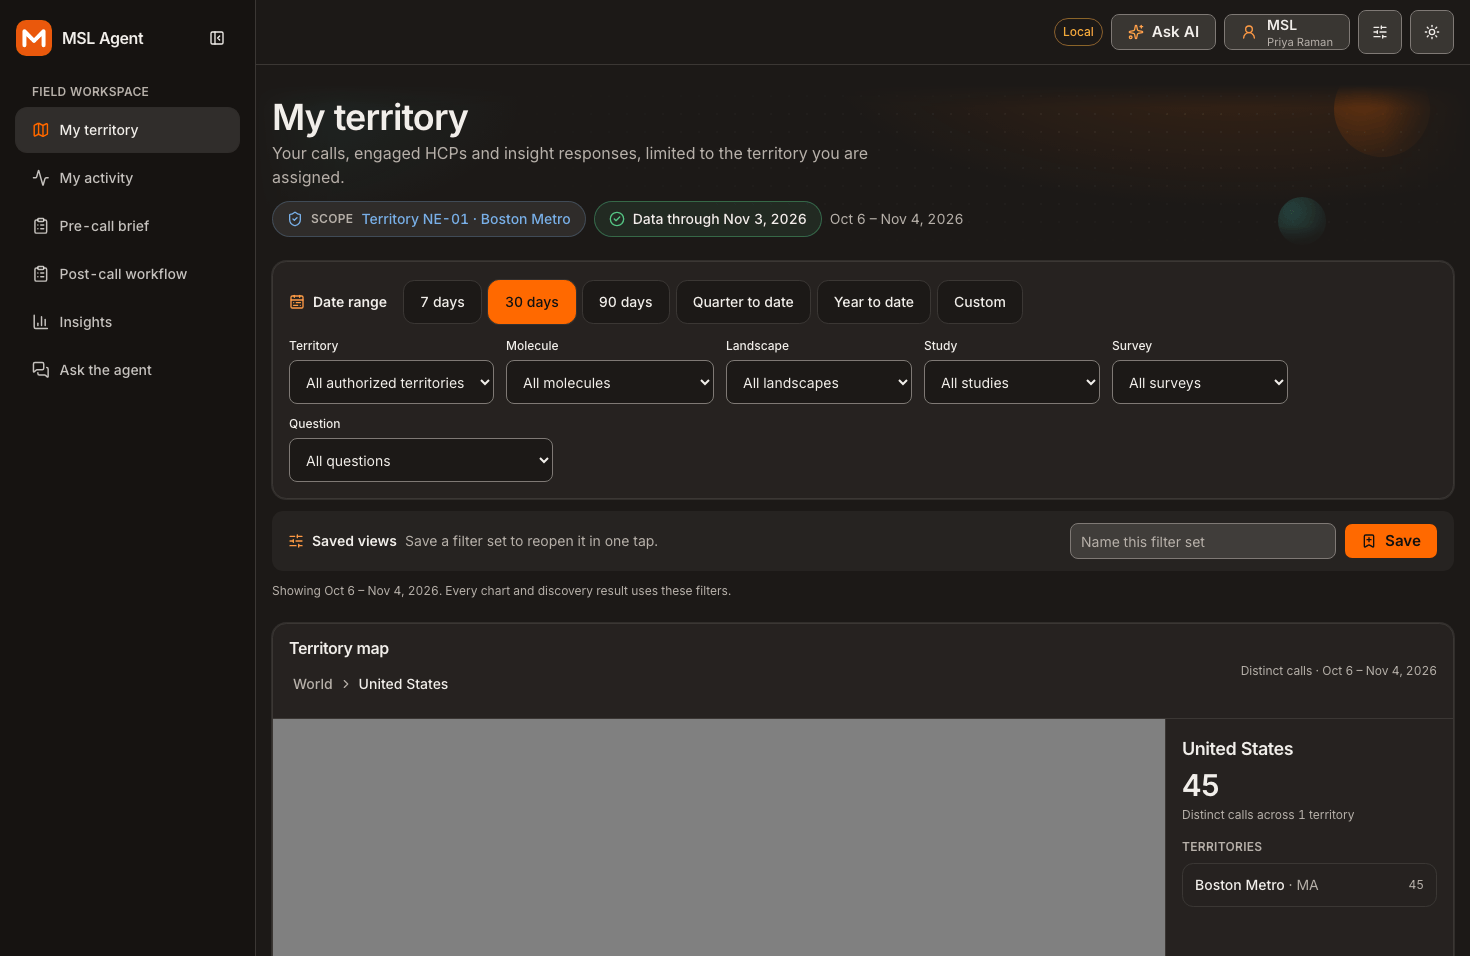 MSL Agent
FIELD WORKSPACE
My territory
My activity
Pre-call brief
Post-call workflow
Insights
Ask the agent
Local
Ask AI
MSL
Priya Raman
My territory
Your calls, engaged HCPs and insight responses, limited to the territory you are
assigned.
SCOPE Territory NE-01 · Boston Metro
Data through Nov 3, 2026
Oct 6 – Nov 4, 2026
Date range
7 days
30 days
90 days
Quarter to date
Year to date
Custom
Territory
All authorized territories
Molecule
All molecules
Landscape
All landscapes
Study
All studies
Survey
All surveys
Question
All questions
Saved views Save a filter set to reopen it in one tap.
Name this filter set
Save
Showing Oct 6 – Nov 4, 2026. Every chart and discovery result uses these filters.
Territory map
World > United States
Distinct calls · Oct 6 – Nov 4, 2026
United States
45
Distinct calls across 1 territory
TERRITORIES
Boston Metro · MA 45